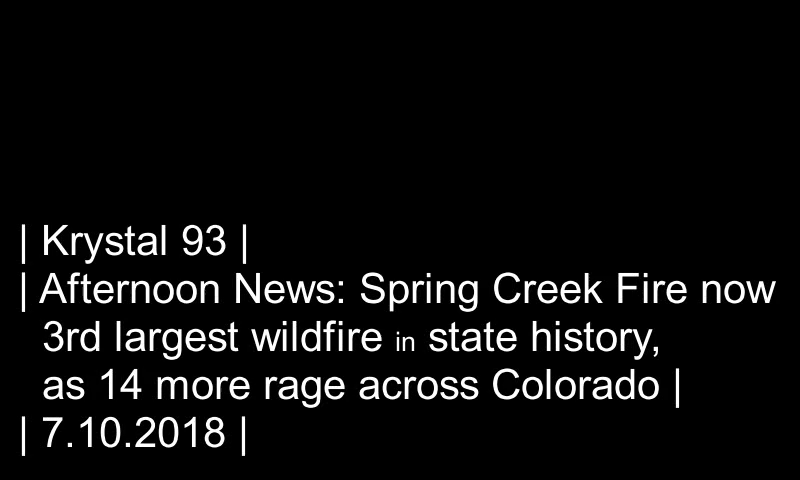 | Krystal 93 |
| Afternoon News: Spring Creek Fire now
3rd largest wildfire in state history,
as 14 more rage across Colorado |
| 7.10.2018 |